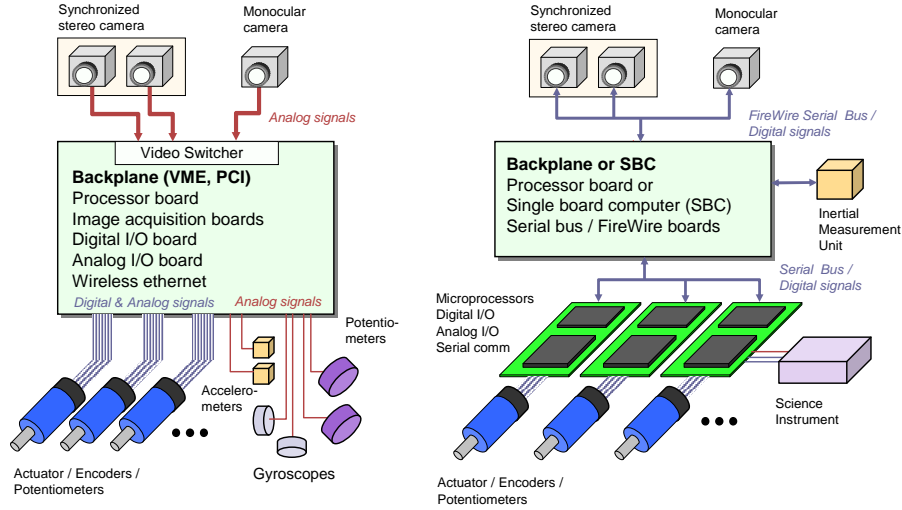 Synchronized
stereo camera
Monocular
camera
Analog signals
Video Switcher
Backplane (VME, PCI)
Processor board
Image acquisition boards
Digital I/O board
Analog I/O board
Wireless ethernet
Digital & Analog signals
Analog signals
Potentio-
meters
Accelero-
meters
Gyroscopes
Actuator / Encoders /
Potentiometers
Synchronized
stereo camera
Monocular
camera
FireWire Serial Bus /
Digital signals
Backplane or SBC
Processor board or
Single board computer (SBC)
Serial bus / FireWire boards
Inertial
Measurement
Unit
Serial Bus /
Digital signals
Microprocessors
Digital I/O
Analog I/O
Serial comm
Science
Instrument
Actuator / Encoders /
Potentiometers